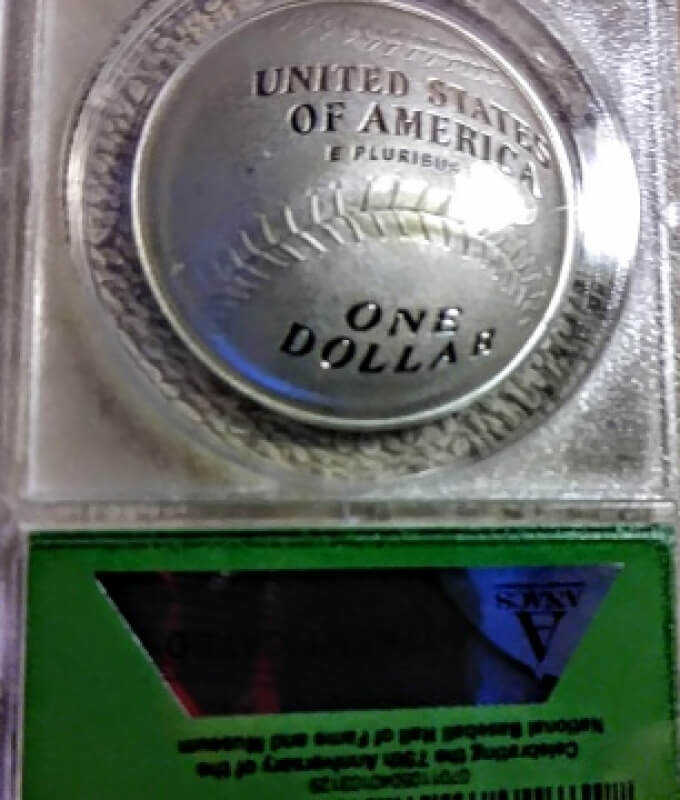 UNITED STATES
OF AMERICA
E PLURIBUS
ONE
DOLLAR
ANACS
Celebrating the 75th Anniversary of the
National Baseball Hall of Fame and Museum